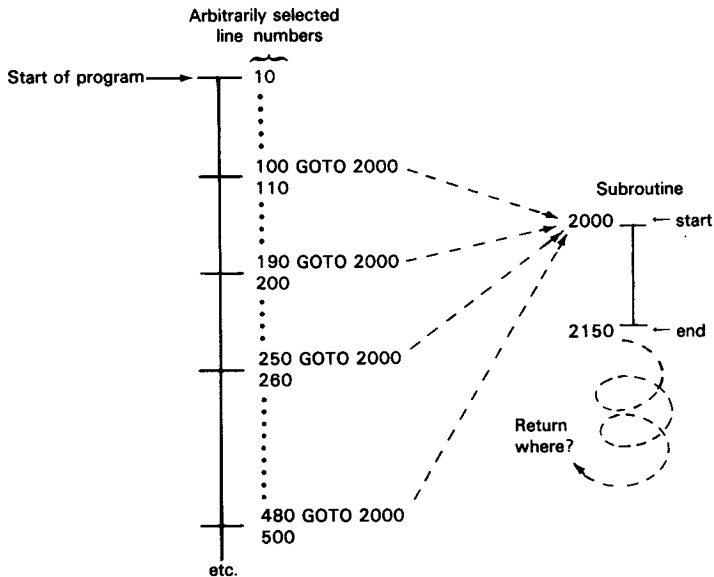 Arbitrarily selected
line numbers
Start of program
10
100 GOTO 2000
110
190 GOTO 2000
200
250 GOTO 2000
260
480 GOTO 2000
500
etc.
Subroutine
2000
start
2150
end
Return
where?